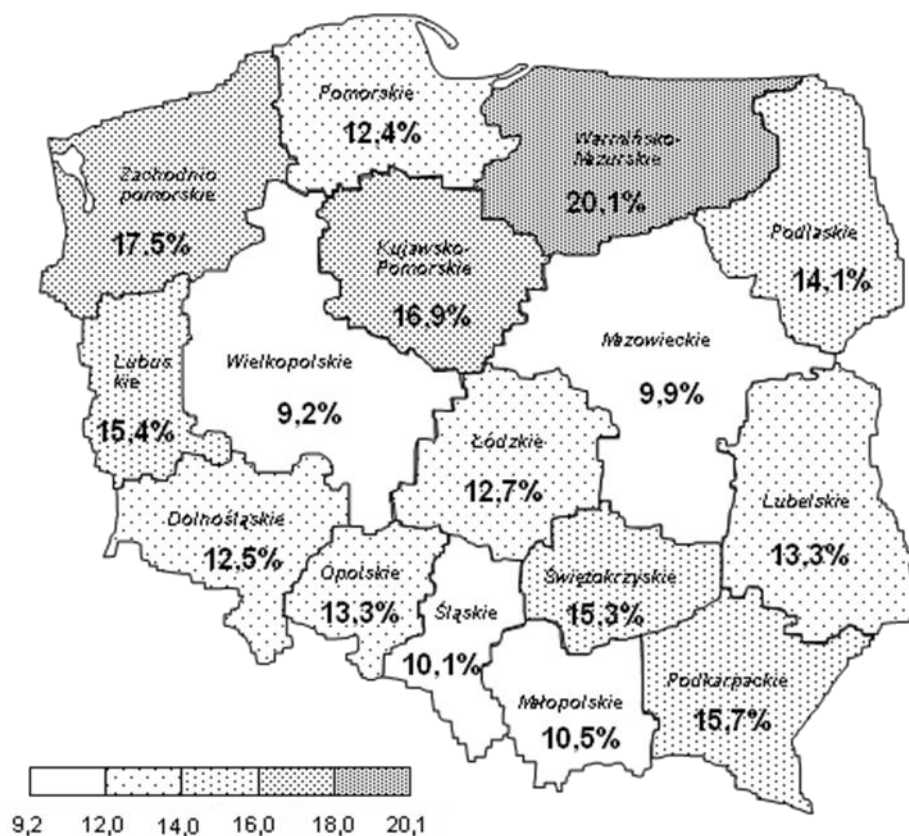 Pomorskie
12,4%
Warmińsko-
Mazurskie
20,1%
Zachodnio
pomorskie
17,5%
Kujawsko-
Pomorskie
16,9%
Podlaskie
14,1%
Lubus
kie
15,4%
Wielkopolskie
9,2%
Mazowieckie
9,9%
Łódzkie
12,7%
Lubelskie
13,3%
Dolnośląskie
12,5%
Opolskie
13,3%
Śląskie
10,1%
Świętokrzyskie
15,3%
Małopolskie
10,5%
Podkarpackie
15,7%
9,2 12,0 14,0 16,0 18,0 20,1